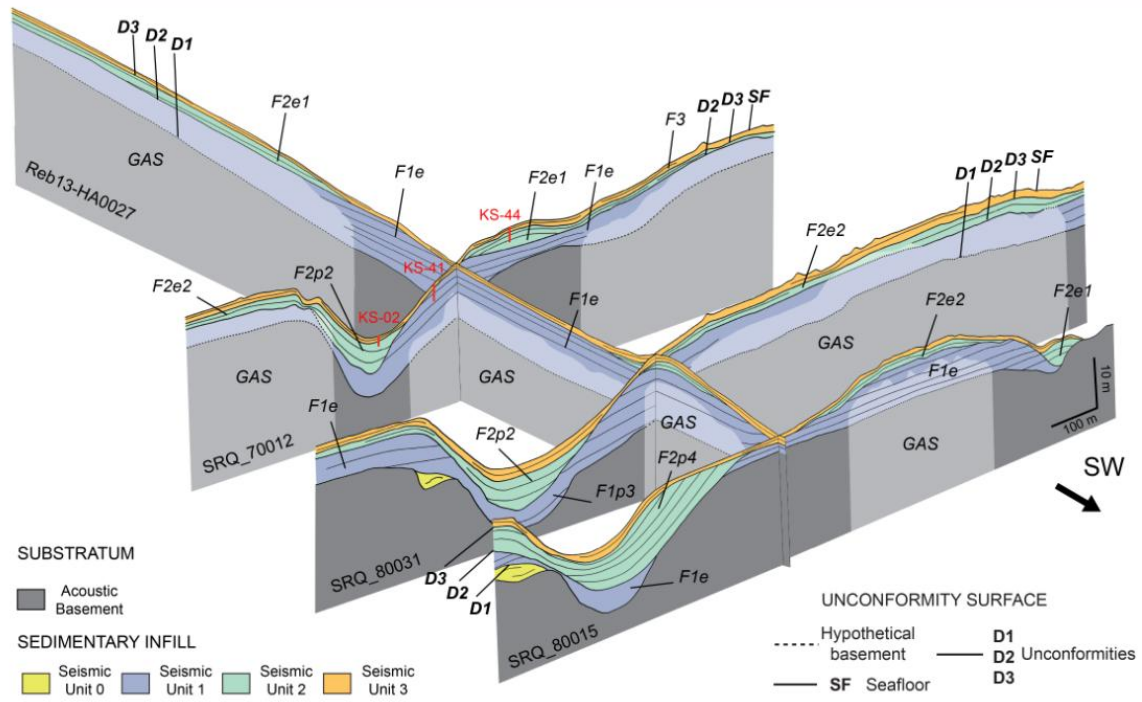 D3 D2 D1
F2e1
GAS
Reb13-HA0027
F1e
F3
D2 D3 SF
F2e1 F1e
KS-44
D1 D2 D3 SF
F2e2
KS-41
F2e2
F2p2
KS-02
F1e
F2e2
F2e1
GAS
GAS
GAS
F1e
10 m
100 m
SRQ_70012
F1e
F2p2
GAS
F2p4
GAS
SW
F1p3
SRQ_80031
D3
D2
D1
F1e
SRQ_80015
SUBSTRATUM
Acoustic
Basement
SEDIMENTARY INFILL
Seismic
Unit 0
Seismic
Unit 1
Seismic
Unit 2
Seismic
Unit 3
UNCONFORMITY SURFACE
Hypothetical
basement
SF Seafloor
D1
D2 Unconformities
D3